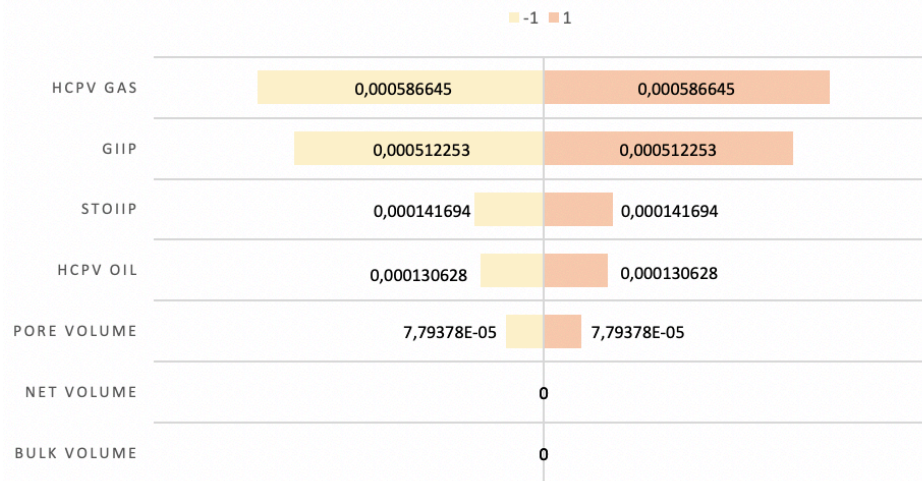 -1 1
HCPV GAS 0,000586645 0,000586645
GIIP 0,000512253 0,000512253
STOIIP 0,000141694 0,000141694
HCPV OIL 0,000130628 0,000130628
PORE VOLUME 7,79378E-05 7,79378E-05
NET VOLUME 0
BULK VOLUME 0